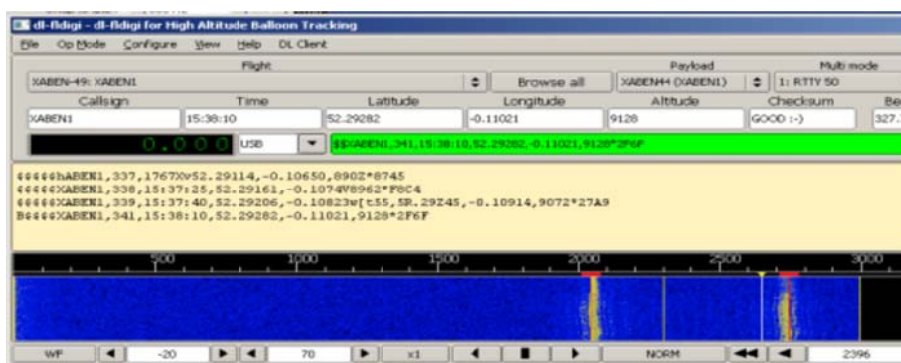 dl-fldigi - dl-fldigi for High Altitude Balloon Tracking
File Op Mode Configure View Help DL Client
Flight Payload Multi mode
XABEN-49: XABEN1 Browse all XABEN44 (XABEN1) 1: RTTY 50
Callsign Time Latitude Longitude Altitude Checksum Be
XABEN1 15:38:10 52.29282 -0.11021 9128 GOOD :-) 327.
0.000 USB $$XABEN1,341,15:38:10,52.29282,-0.11021,9128*2F6F
$$$$$hABEN1,337,1767Xv52.29114,-0.10650,890Z*8745
$$$$$XABEN1,338,15:37:25,52.29161,-0.1074V8962*F8C4
$$$$$XABEN1,339,15:37:40,52.29206,-0.10823w[t55,5R.29Z45,-0.10914,9072*27A9
B$$$$XABEN1,341,15:38:10,52.29282,-0.11021,9128*2F6F
500 1000 1500 2000 2500 3000
WF -20 70 x1 NORM 2396